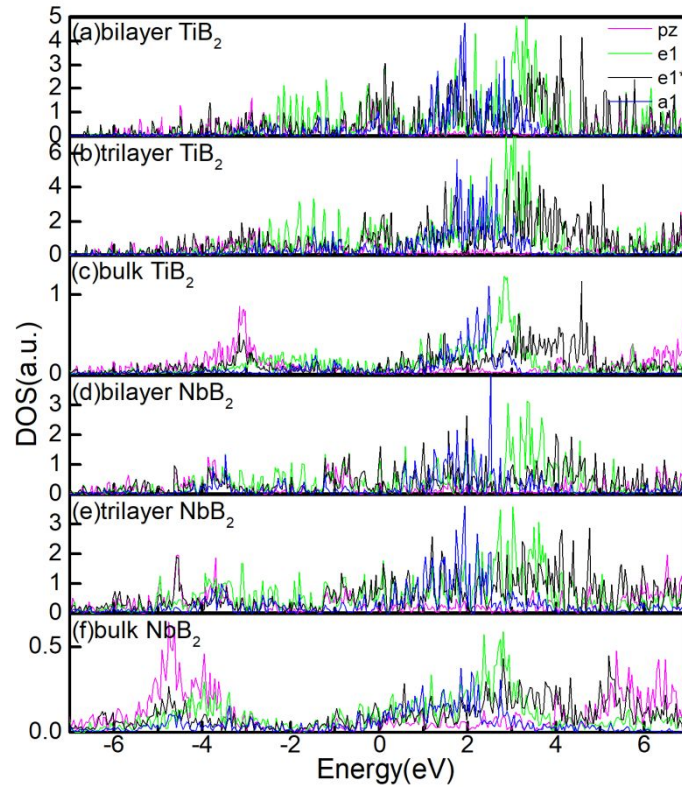 (a)bilayer TiB₂
pz
e1
e1*
a1
5
4
3
2
1
0
(b)trilayer TiB₂
6
4
2
0
(c)bulk TiB₂
1
0
(d)bilayer NbB₂
3
2
1
0
(e)trilayer NbB₂
3
2
1
0
(f)bulk NbB₂
0.5
0.0
DOS(a.u.)
-6 -4 -2 0 2 4 6
Energy(eV)